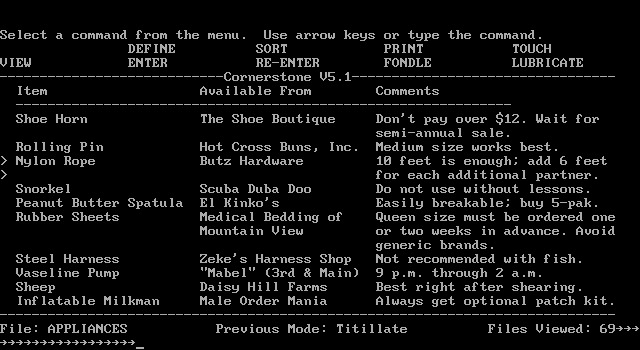 Select a command from the menu.  Use arrow keys or type the command.
DEFINE SORT PRINT TOUCH
VIEW ENTER RE-ENTER FONDLE LUBRICATE
Cornerstone V5.1
Item Available From Comments
Shoe Horn The Shoe Boutique Don't pay over $12. Wait for
semi-annual sale.
Rolling Pin Hot Cross Buns, Inc. Medium size works best.
> Nylon Rope Butz Hardware 10 feet is enough; add 6 feet
> for each additional partner.
Snorkel Scuba Duba Doo Do not use without lessons.
Peanut Butter Spatula El Kinko's Easily breakable; buy 5-pak.
Rubber Sheets Medical Bedding of Queen size must be ordered one
Mountain View or two weeks in advance. Avoid
generic brands.
Steel Harness Zeke's Harness Shop Not recommended with fish.
Vaseline Pump "Mabel" (3rd & Main) 9 p.m. through 2 a.m.
Sheep Daisy Hill Farms Best right after shearing.
Inflatable Milkman Male Order Mania Always get optional patch kit.
File: APPLIANCES Previous Mode: Titillate Files Viewed: 69→→→
→→→→→→→→→→→→→→→→→_